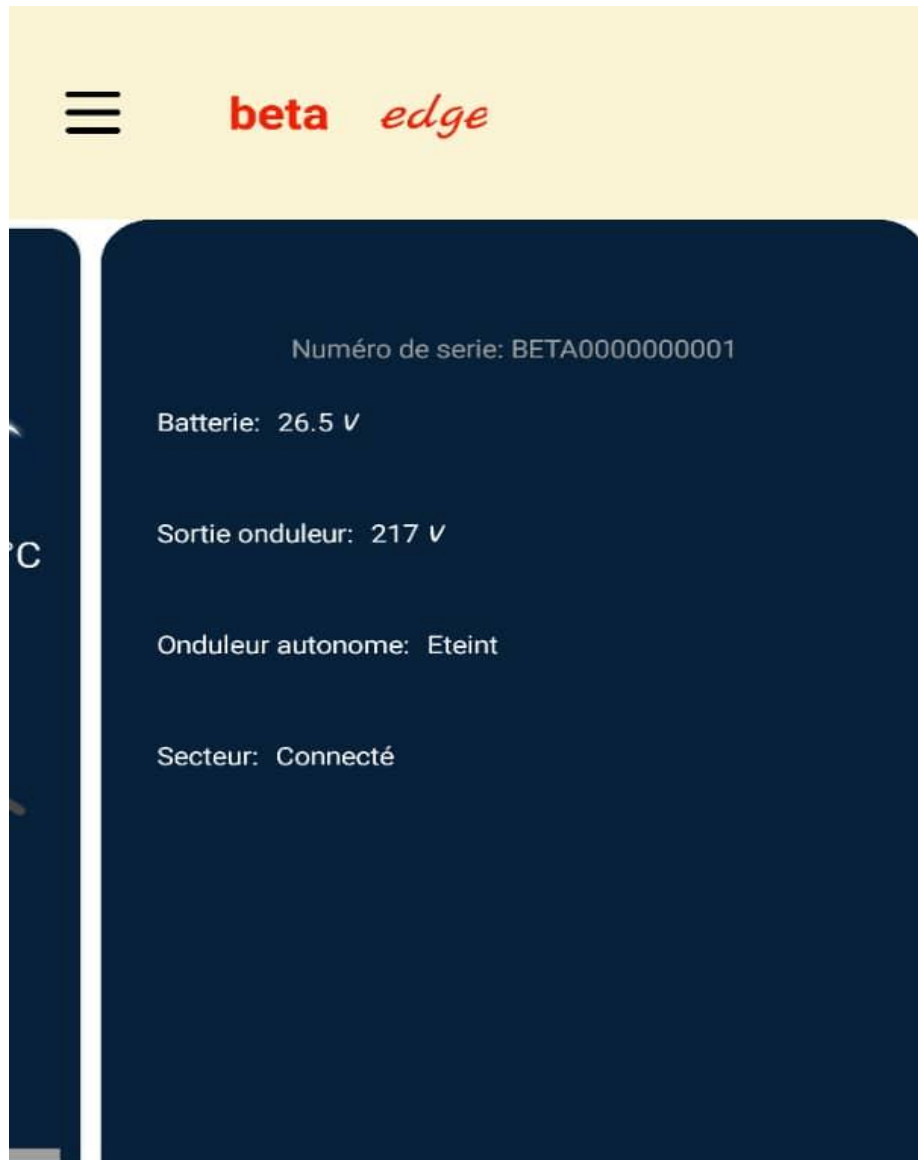 beta edge
Numéro de serie: BETA0000000001
Batterie: 26.5 V
°C
Sortie onduleur: 217 V
Onduleur autonome: Eteint
Secteur: Connecté